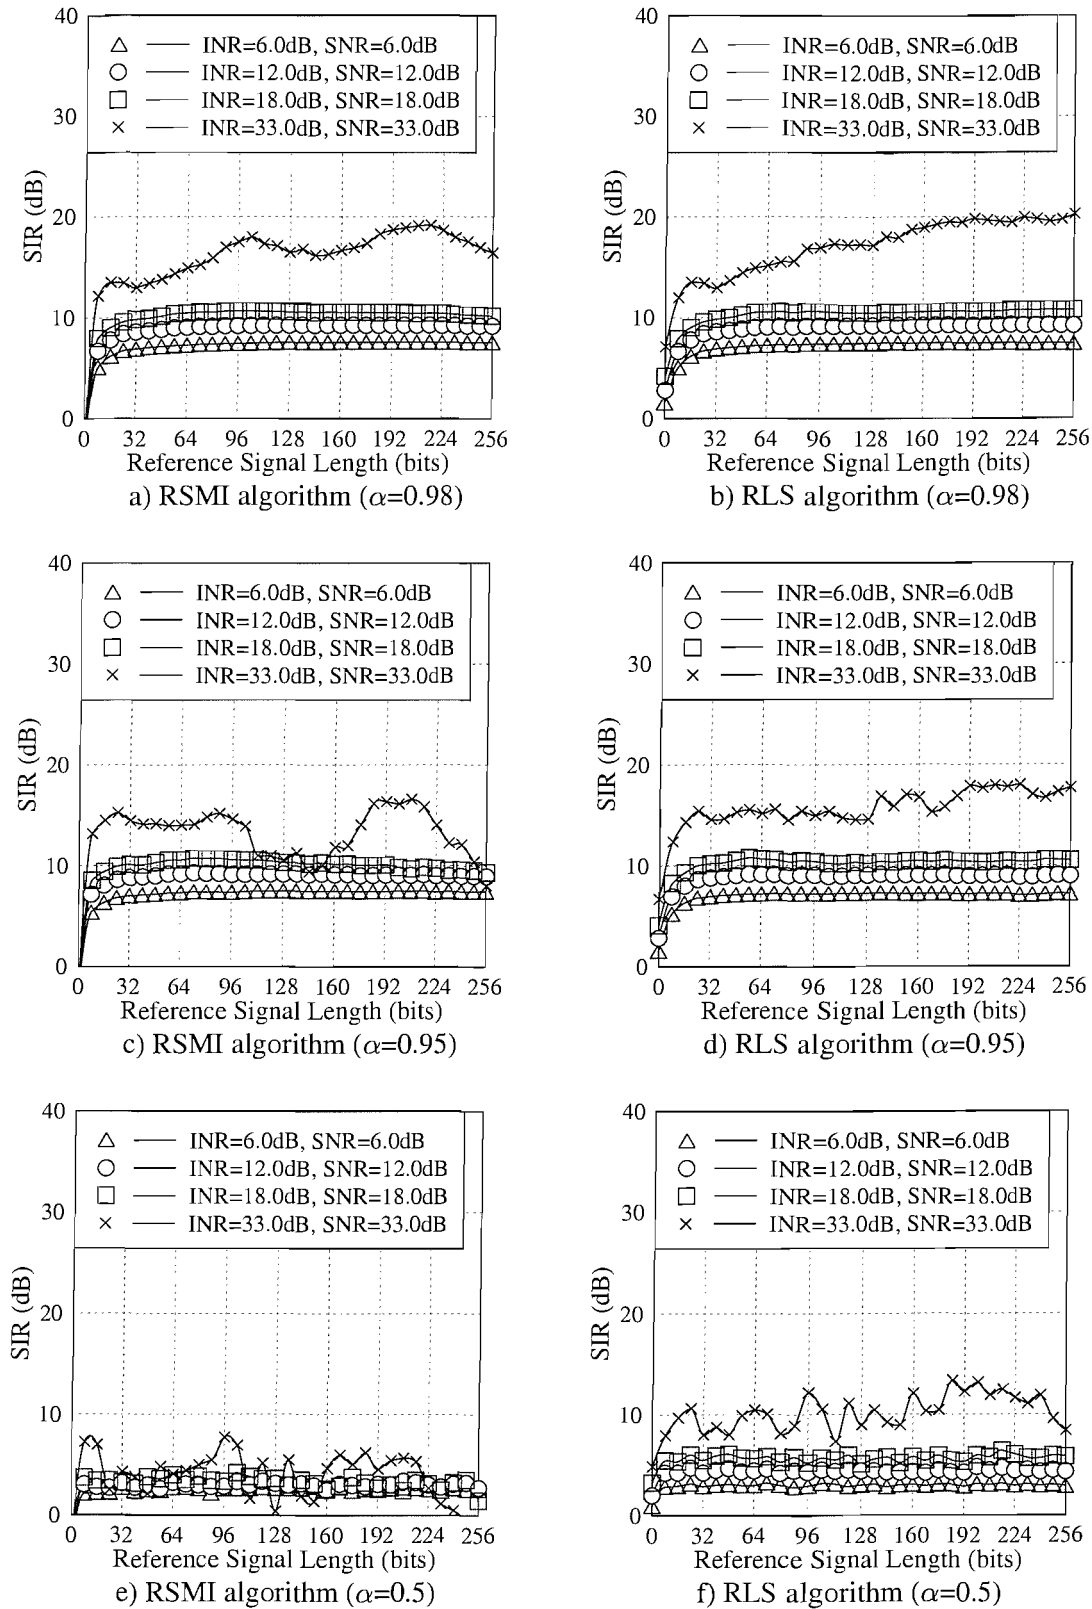 40
30
20
10
0
SIR (dB)
INR=6.0dB, SNR=6.0dB
INR=12.0dB, SNR=12.0dB
INR=18.0dB, SNR=18.0dB
INR=33.0dB, SNR=33.0dB
0 32 64 96 128 160 192 224 256
Reference Signal Length (bits)
a) RSMI algorithm (α=0.98)
40
30
20
10
0
SIR (dB)
INR=6.0dB, SNR=6.0dB
INR=12.0dB, SNR=12.0dB
INR=18.0dB, SNR=18.0dB
INR=33.0dB, SNR=33.0dB
0 32 64 96 128 160 192 224 256
Reference Signal Length (bits)
b) RLS algorithm (α=0.98)
40
30
20
10
0
SIR (dB)
INR=6.0dB, SNR=6.0dB
INR=12.0dB, SNR=12.0dB
INR=18.0dB, SNR=18.0dB
INR=33.0dB, SNR=33.0dB
0 32 64 96 128 160 192 224 256
Reference Signal Length (bits)
c) RSMI algorithm (α=0.95)
40
30
20
10
0
SIR (dB)
INR=6.0dB, SNR=6.0dB
INR=12.0dB, SNR=12.0dB
INR=18.0dB, SNR=18.0dB
INR=33.0dB, SNR=33.0dB
0 32 64 96 128 160 192 224 256
Reference Signal Length (bits)
d) RLS algorithm (α=0.95)
40
30
20
10
0
SIR (dB)
INR=6.0dB, SNR=6.0dB
INR=12.0dB, SNR=12.0dB
INR=18.0dB, SNR=18.0dB
INR=33.0dB, SNR=33.0dB
0 32 64 96 128 160 192 224 256
Reference Signal Length (bits)
e) RSMI algorithm (α=0.5)
40
30
20
10
0
SIR (dB)
INR=6.0dB, SNR=6.0dB
INR=12.0dB, SNR=12.0dB
INR=18.0dB, SNR=18.0dB
INR=33.0dB, SNR=33.0dB
0 32 64 96 128 160 192 224 256
Reference Signal Length (bits)
f) RLS algorithm (α=0.5)